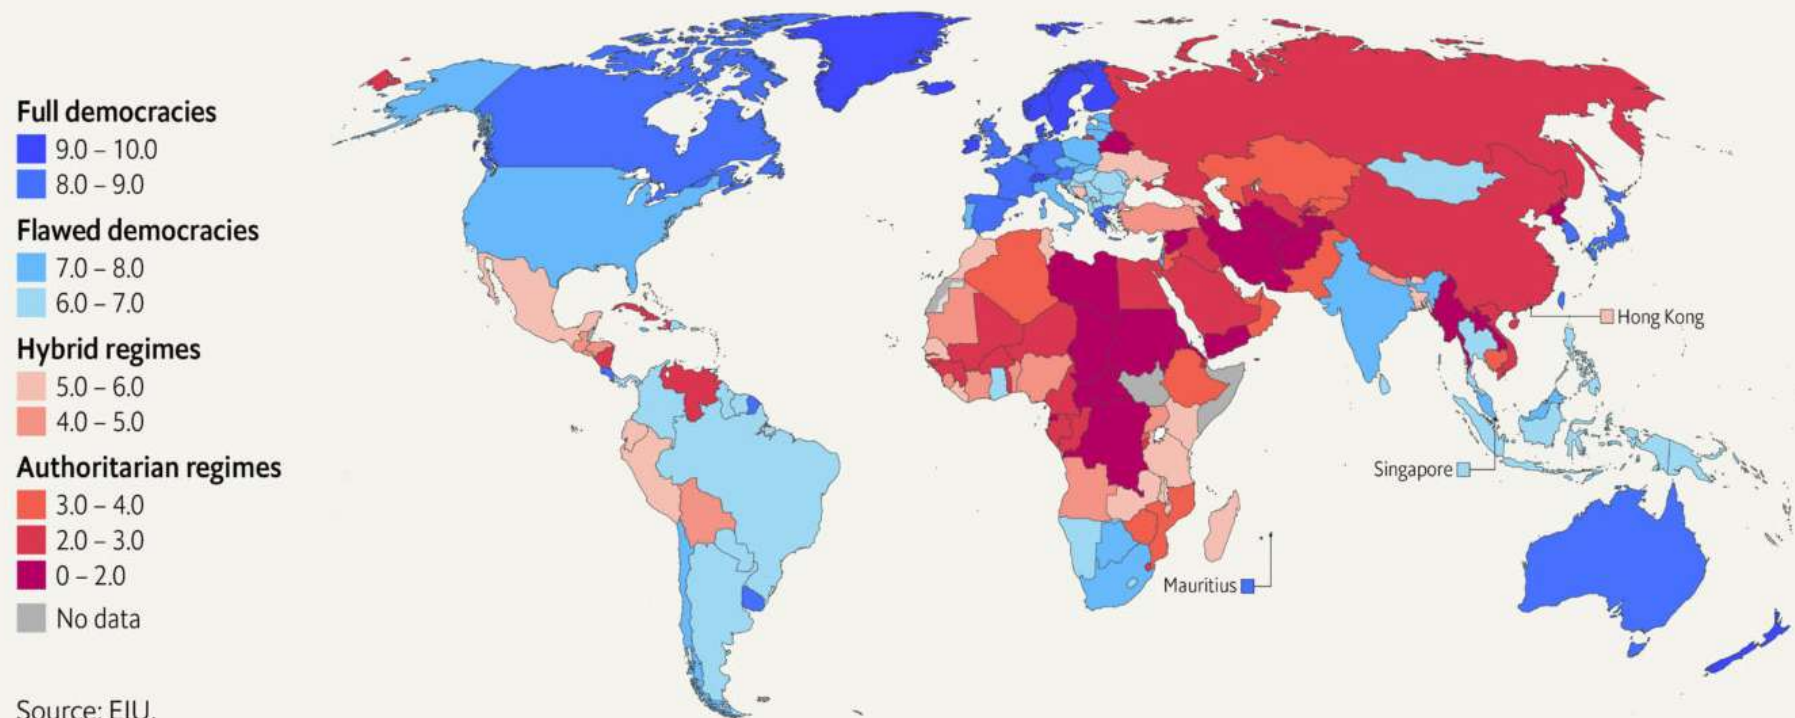 Full democracies
9.0 – 10.0
8.0 – 9.0
Flawed democracies
7.0 – 8.0
6.0 – 7.0
Hybrid regimes
5.0 – 6.0
4.0 – 5.0
Authoritarian regimes
3.0 – 4.0
2.0 – 3.0
0 – 2.0
No data
Hong Kong
Singapore
Mauritius
Source: EIU.